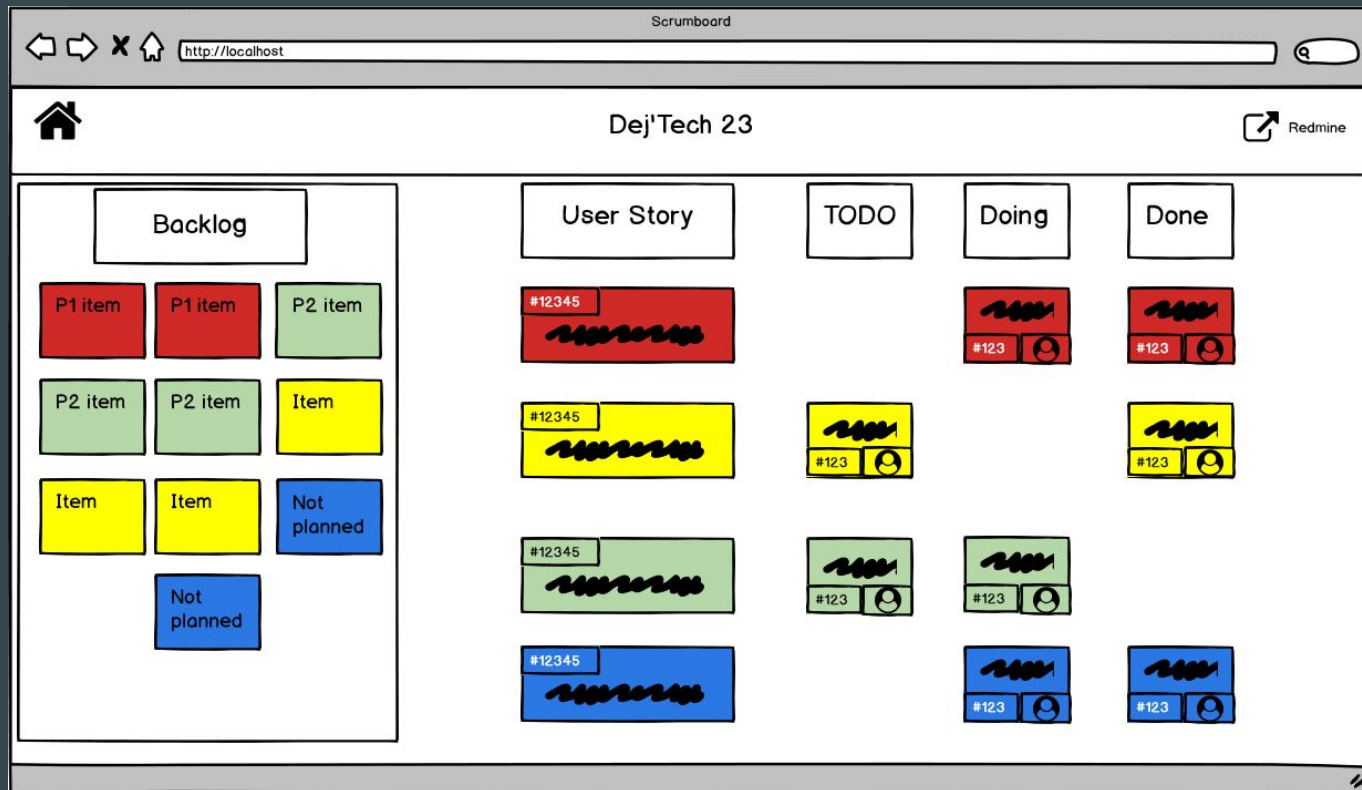 Scrumboard
http://localhost
Dej'Tech 23
Redmine
Backlog
User Story
TODO
Doing
Done
P1 item
P1 item
P2 item
P2 item
P2 item
Item
Item
Item
Not
planned
Not
planned
#12345
#123
#123
#12345
#123
#123
#12345
#123
#123
#12345
#123
#123